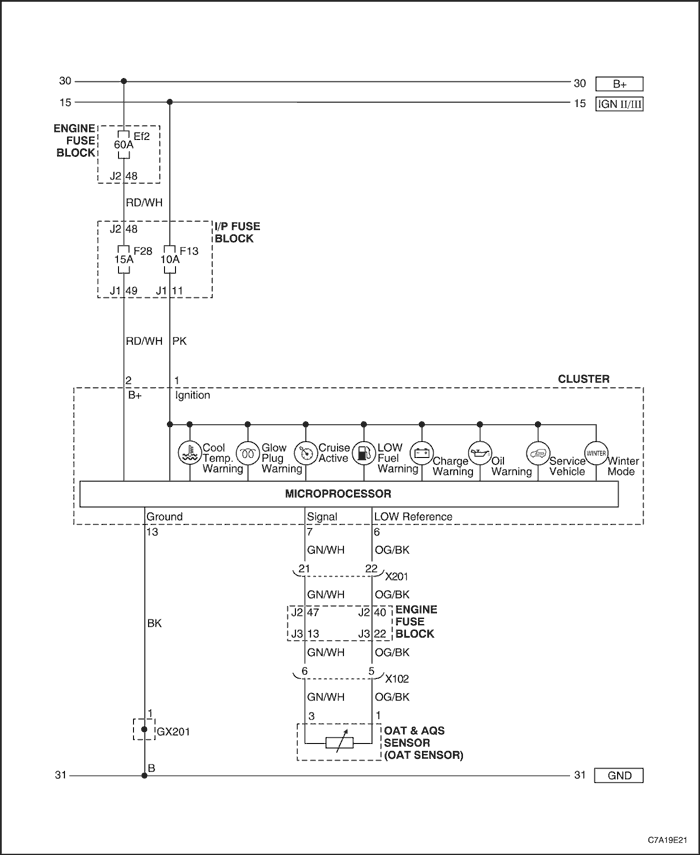 30 30 B+
15 15 IGN II/III
ENGINE
FUSE
BLOCK
Ef2
60A
J2 48
RD/WH
I/P FUSE
BLOCK
J2 48
F28
15A
F13
10A
J1 49
J1 11
RD/WH PK
2 1
CLUSTER
B+ Ignition
Cool
Temp.
Warning
Glow
Plug
Warning
Cruise
Active
LOW
Fuel
Warning
Charge
Warning
Oil
Warning
Service
Vehicle
WINTER
Winter
Mode
MICROPROCESSOR
Ground Signal LOW Reference
13 7 6
GN/WH OG/BK
21 22 X201
GN/WH OG/BK
J2 47 J2 40
J3 13 J3 22
ENGINE
FUSE
BLOCK
BK
GN/WH OG/BK
6 5 X102
GN/WH OG/BK
1 3 1
GX201
OAT & AQS
SENSOR
(OAT SENSOR)
B
31 31 GND
C7A19E21